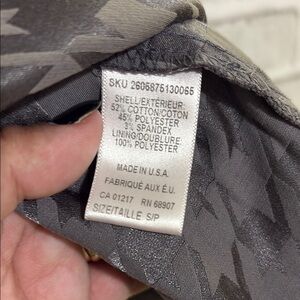 SKU 2605875130065
SHELL/EXTÉRIEUR:
52% COTTON/COTON
45% POLYESTER
3% SPANDEX
LINING/DOUBLURE:
100% POLYESTER
MADE IN U.S.A.
FABRIQUÉ AUX É.U.
CA 01217 RN 68907
SIZE/TAILLE S/P